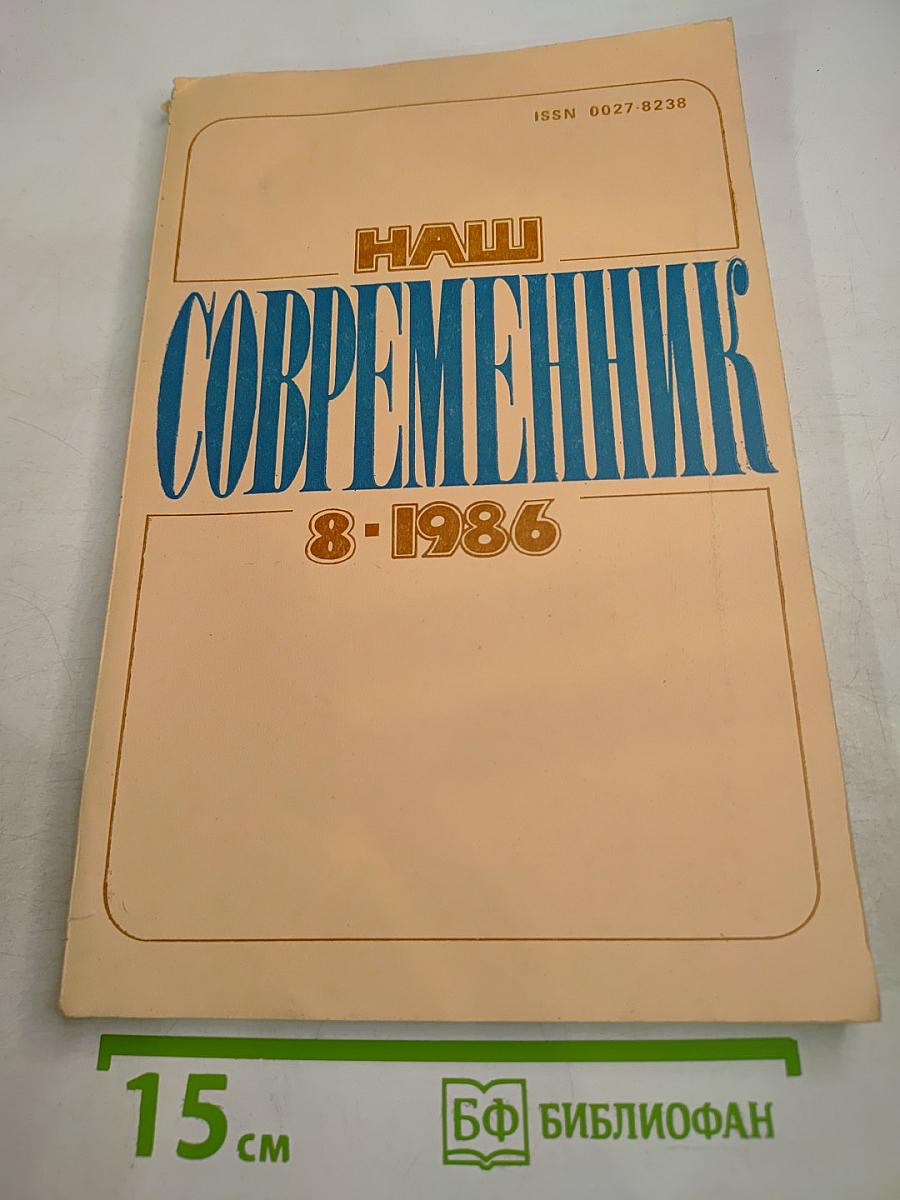 ISSN 0027-8238
НАШ
СОВРЕМЕННИК
8·1986
15 см
БФ БИБЛИОФАН